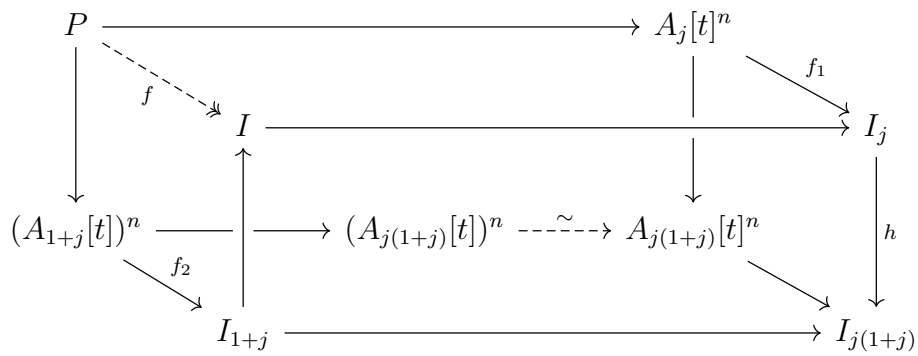 P A_j[t]^n
f f_1
I I_j
(A_{1+j}[t])^n (A_{j(1+j)}[t])^n ∼ A_{j(1+j)}[t]^n h
f_2
I_{1+j} I_{j(1+j)}